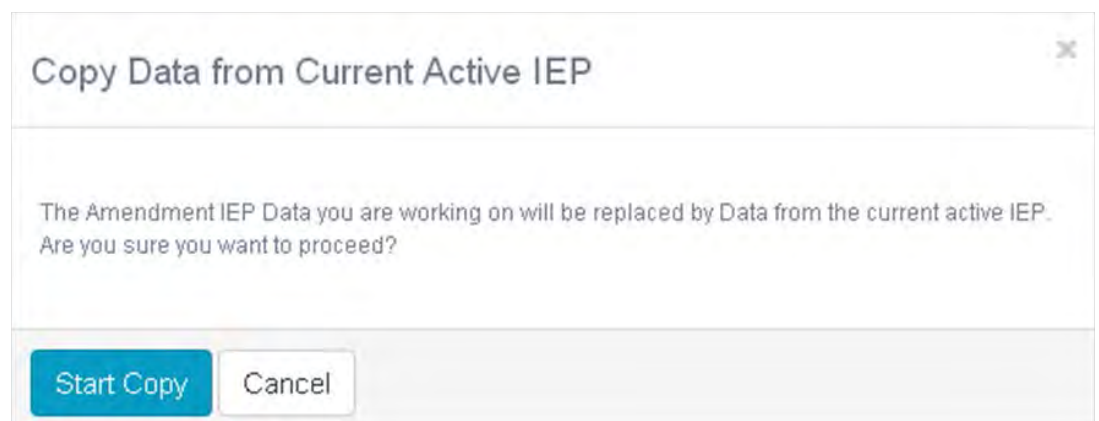 Copy Data from Current Active IEP
×
The Amendment IEP Data you are working on will be replaced by Data from the current active IEP.
Are you sure you want to proceed?
Start Copy Cancel